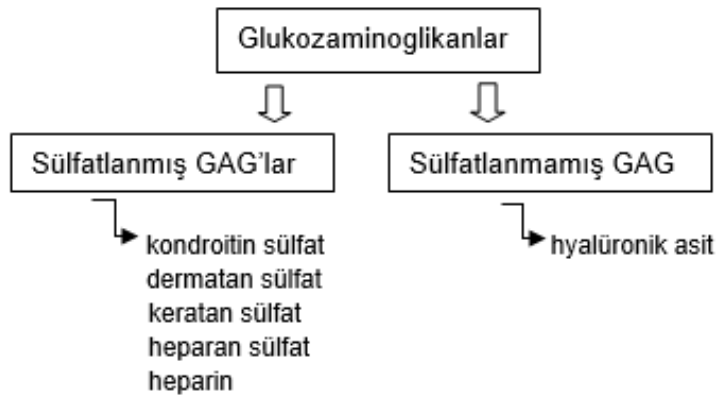 Glukozaminoglikanlar
Sülfatlanmış GAG'lar
kondroitin sülfat
dermatan sülfat
keratan sülfat
heparan sülfat
heparin
Sülfatlanmamış GAG
hyalüronik asit